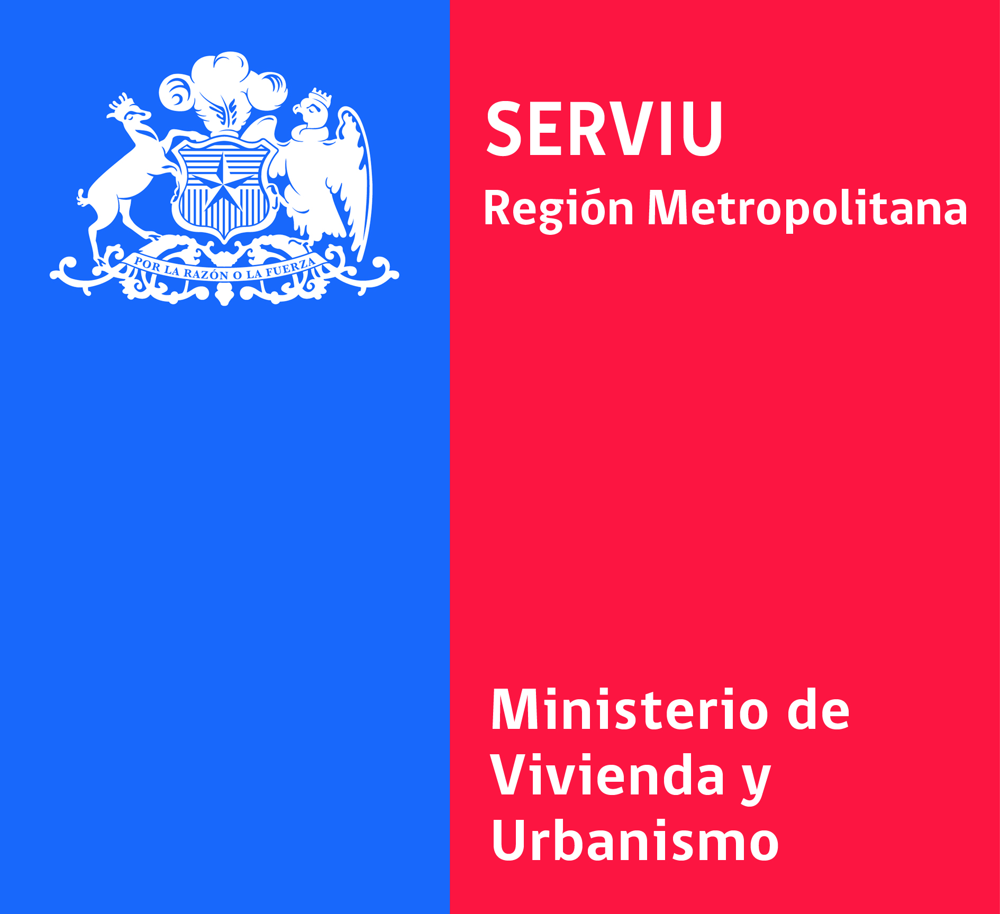 POR LA RAZÓN O LA FUERZA
SERVIU
Región Metropolitana
Ministerio de
Vivienda y
Urbanismo